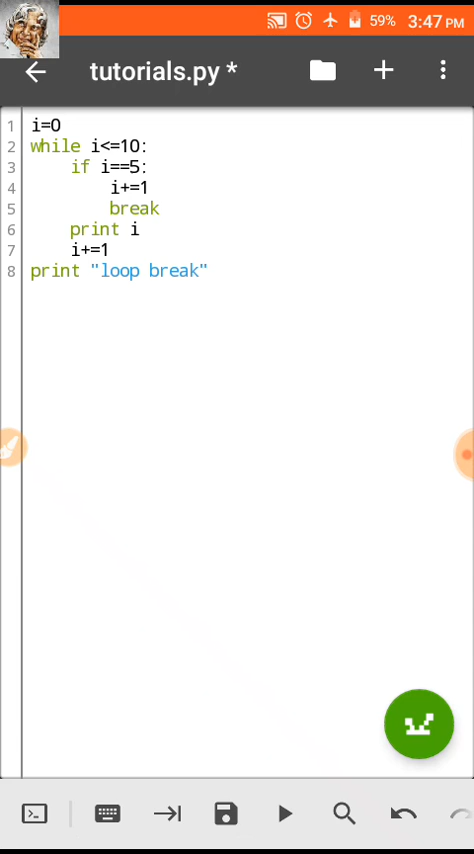 59% 3:47 PM
tutorials.py *
1 i=0
2 while i<=10:
3     if i==5:
4         i+=1
5         break
6     print i
7     i+=1
8 print "loop break"